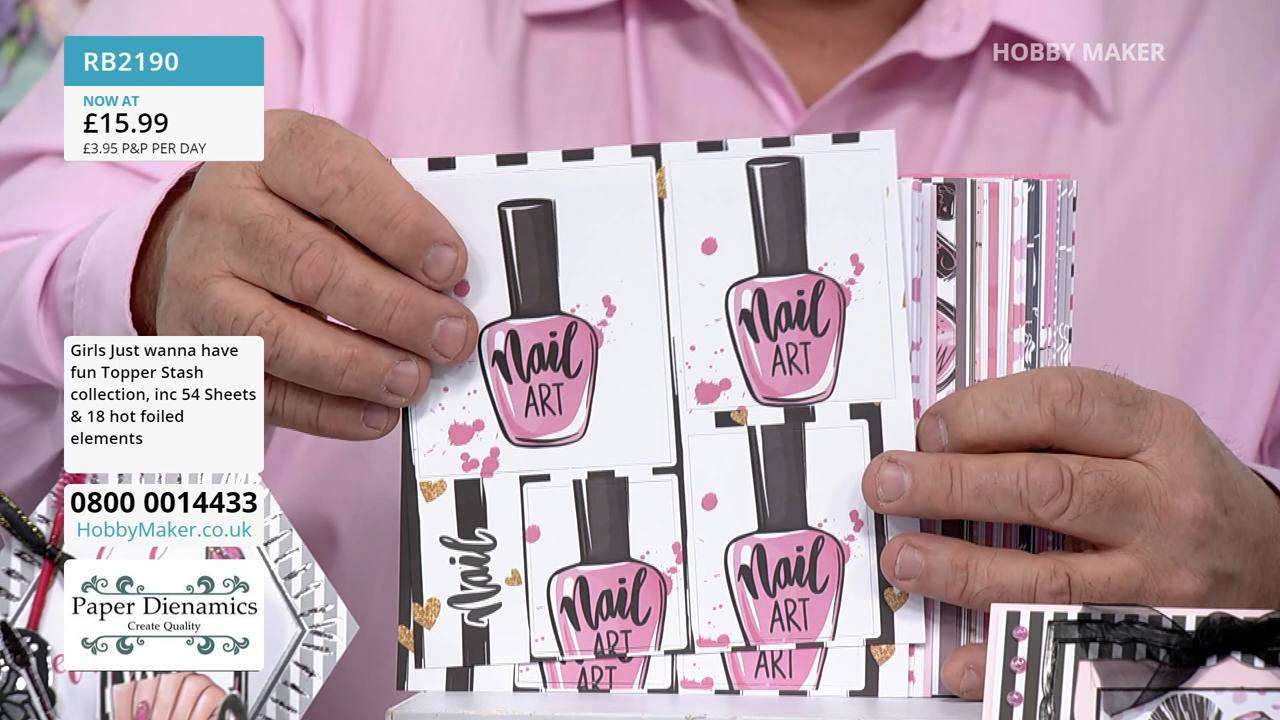 RB2190
NOW AT
£15.99
£3.95 P&P PER DAY
HOBBY MAKER
Girls Just wanna have
fun Topper Stash
collection, inc 54 Sheets
& 18 hot foiled
elements
0800 0014433
HobbyMaker.co.uk
Paper Dienamics
Create Quality
Nail
ART
Nail
ART
Nail
Nail
ART
ART
Nail
ART
ART